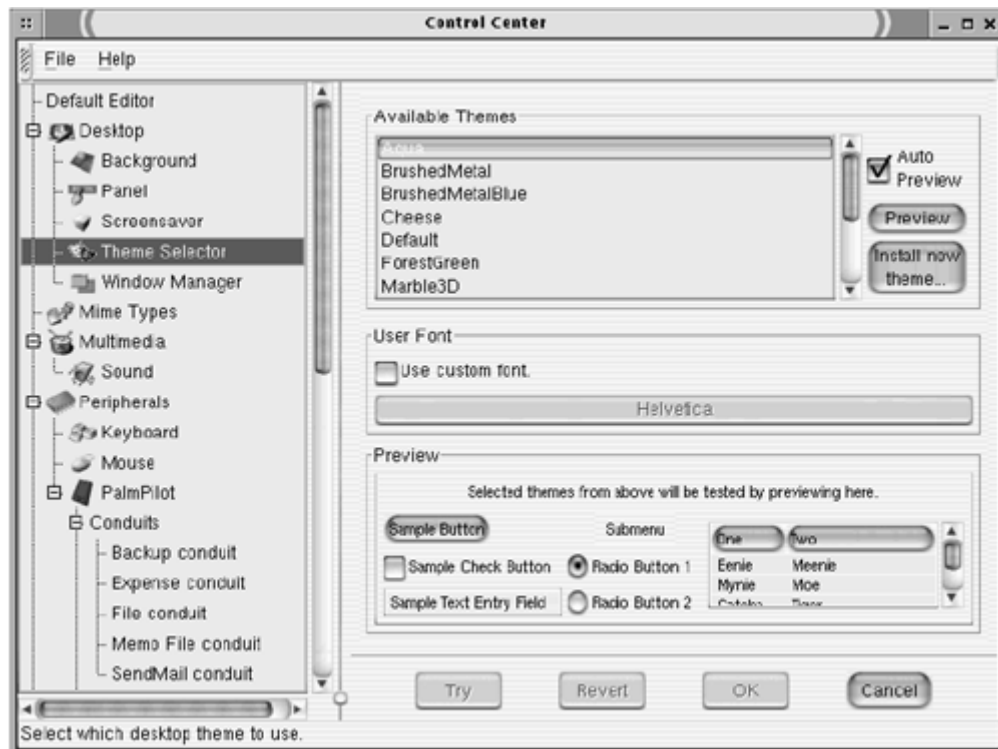 Control Center
File Help
Default Editor
Desktop
Background
Panel
Screensaver
Theme Selector
Window Manager
Mime Types
Multimedia
Sound
Peripherals
Keyboard
Mouse
PalmPilot
Conduits
Backup conduit
Expense conduit
File conduit
Memo File conduit
SendMail conduit
Select which desktop theme to use.
Available Themes
Aqua
BrushedMetal
BrushedMetalBlue
Cheese
Default
ForestGreen
Marble3D
Auto
Preview
Preview
Install new
theme...
User Font
Use custom font.
Helvetica
Preview
Selected themes from above will be tested by previewing here.
Sample Button
Submenu
Sample Check Button
Radio Button 1
Sample Text Entry Field
Radio Button 2
One Two
Eenie Meenie
Mynie Moe
Try
Revert
OK
Cancel